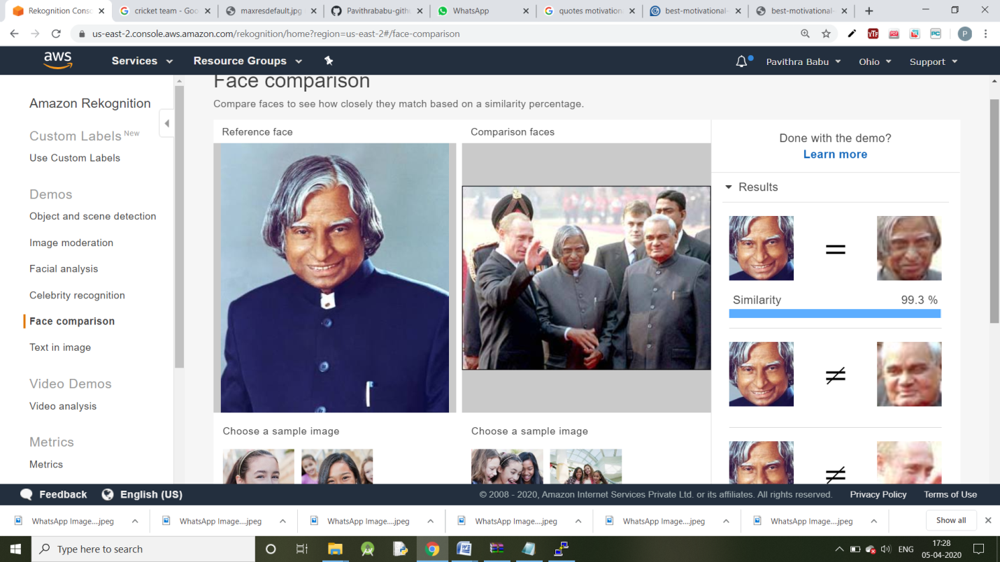 Rekognition Conso
cricket team - Goo
maxresdefault.jpg
Pavithrababu-githu
WhatsApp
quotes motivation
best-motivational-
best-motivational-
us-east-2.console.aws.amazon.com/rekognition/home?region=us-east-2#/face-comparison
YTF
PDF
PC
P
aws
Services
Resource Groups
Pavithra Babu
Ohio
Support
Amazon Rekognition
Custom Labels New
Use Custom Labels
Demos
Object and scene detection
Image moderation
Facial analysis
Celebrity recognition
Face comparison
Text in image
Video Demos
Video analysis
Metrics
Metrics
Face comparison
Compare faces to see how closely they match based on a similarity percentage.
Reference face
Comparison faces
Choose a sample image
Choose a sample image
Done with the demo?
Learn more
Results
=
Similarity 99.3 %
≠
≠
Feedback
English (US)
© 2008 - 2020, Amazon Internet Services Private Ltd. or its affiliates. All rights reserved.
Privacy Policy
Terms of Use
WhatsApp Image....jpeg
WhatsApp Image....jpeg
WhatsApp Image....jpeg
WhatsApp Image....jpeg
WhatsApp Image....jpeg
WhatsApp Image....jpeg
Show all
Type here to search
ENG
17:28
05-04-2020